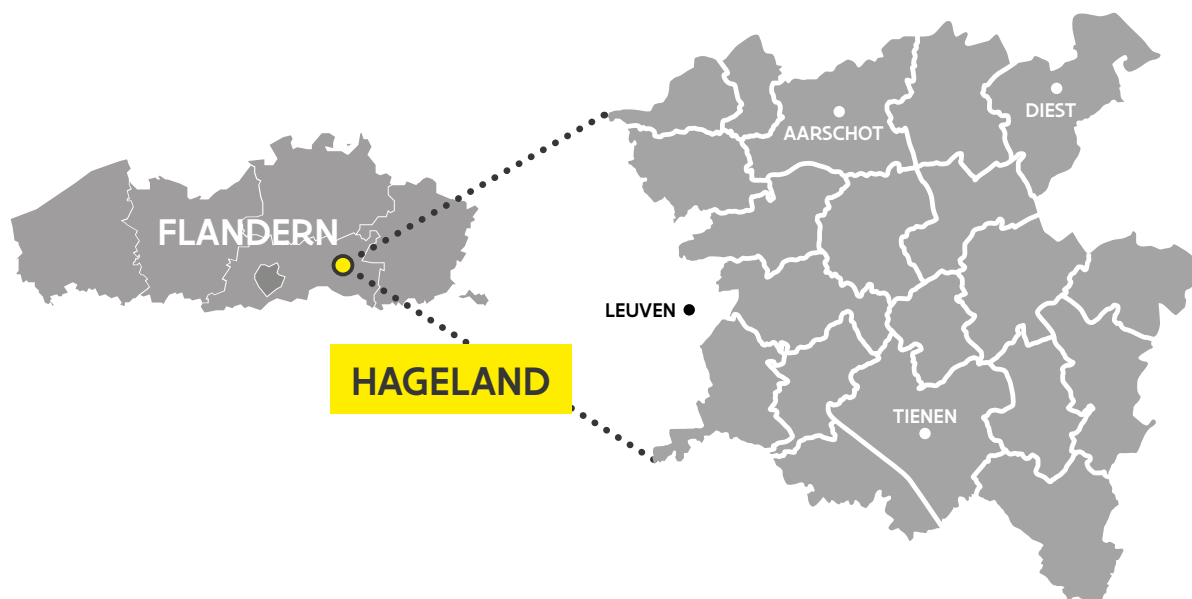 FLANDERN
HAGELAND
AARSCHOT
DIEST
LEUVEN
TIENEN